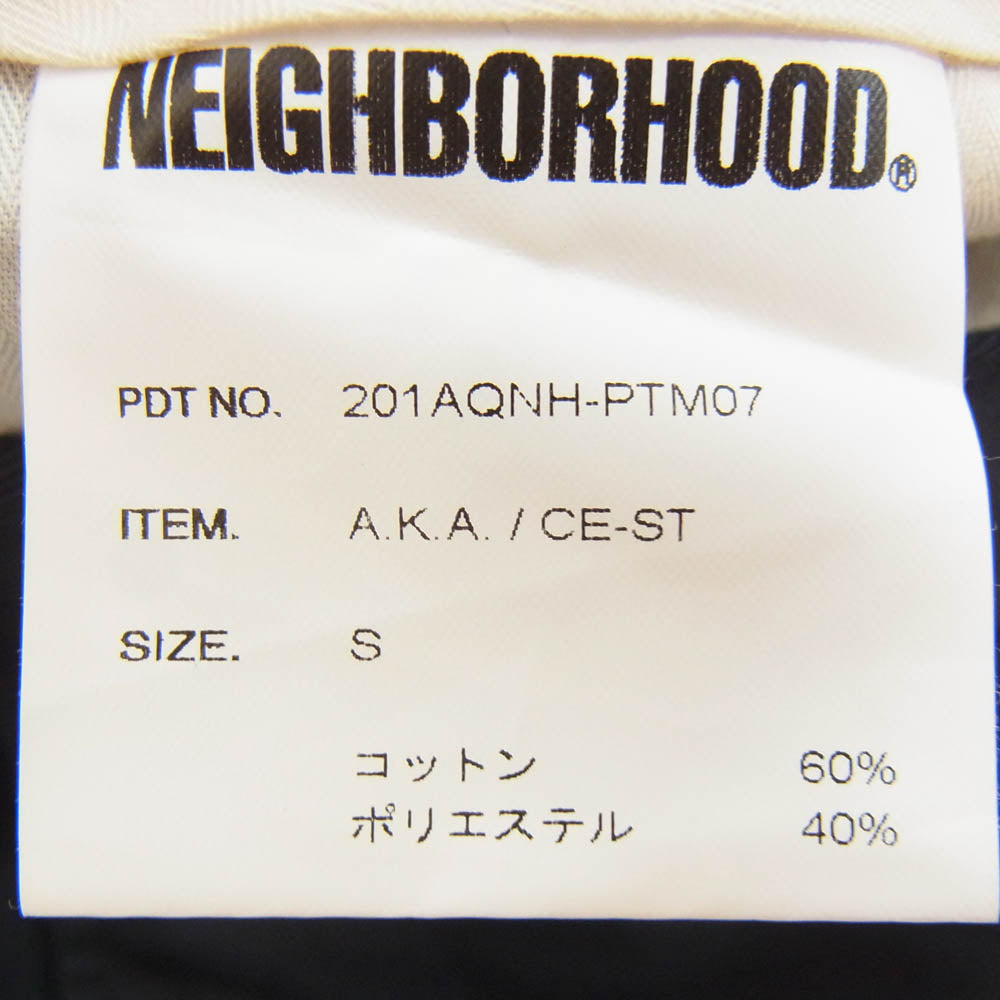 NEIGHBORHOOD®
PDT NO. 201AQNH-PTM07
ITEM. A.K.A. / CE-ST
SIZE. S
コットン 60%
ポリエステル 40%